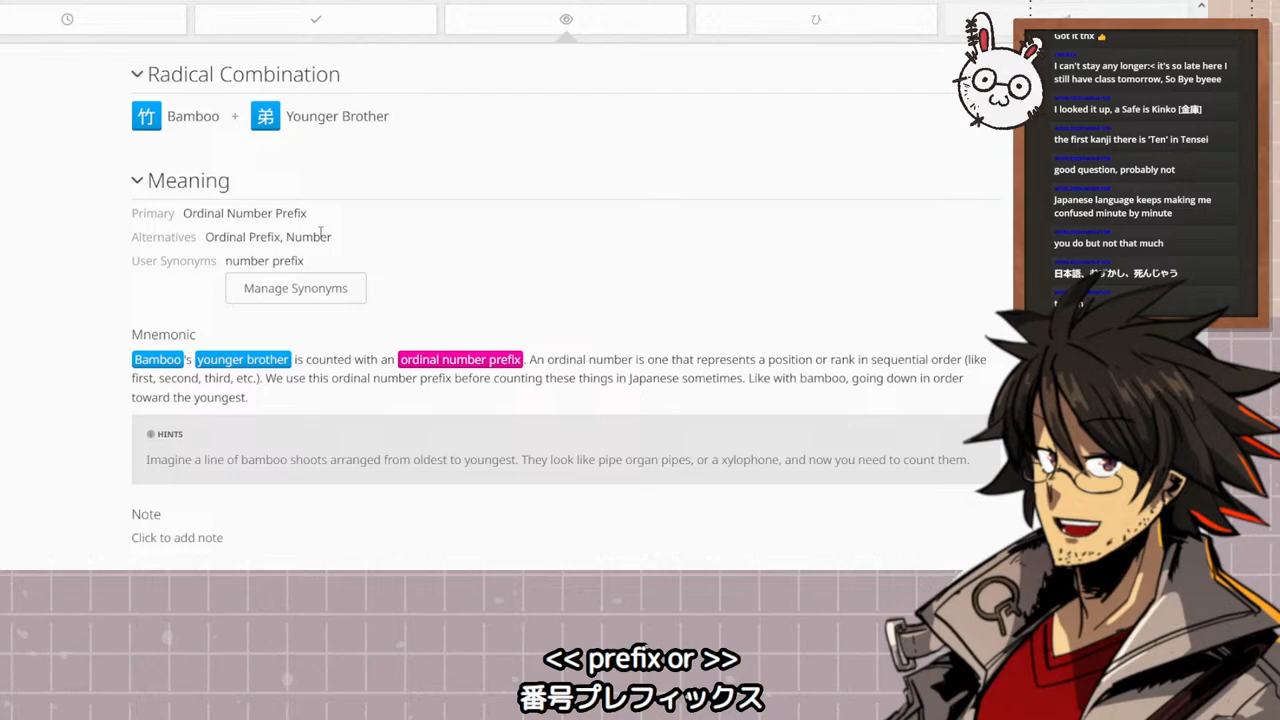 ひ
Radical Combination
竹 Bamboo + 弟 Younger Brother
Meaning
Primary Ordinal Number Prefix
Alternatives Ordinal Prefix, Number
User Synonyms number prefix
Manage Synonyms
Mnemonic
Bamboo's younger brother is counted with an ordinal number prefix. An ordinal number is one that represents a position or rank in sequential order (like
first, second, third, etc.). We use this ordinal number prefix before counting these things in Japanese sometimes. Like with bamboo, going down in order
toward the youngest.
HINTS
Imagine a line of bamboo shoots arranged from oldest to youngest. They look like pipe organ pipes, or a xylophone, and now you need to count them.
Note
Click to add note
Got it thx 👍
I can't stay any longer:< it's so late here I
still have class tomorrow, So Bye byeee
I looked it up, a Safe is Kinko [金庫]
the first kanji there is 'Ten' in Tensei
good question, probably not
Japanese language keeps making me
confused minute by minute
you do but not that much
日本語、むずかし、死んじゃう
<< prefix or >>
番号プレフィックス